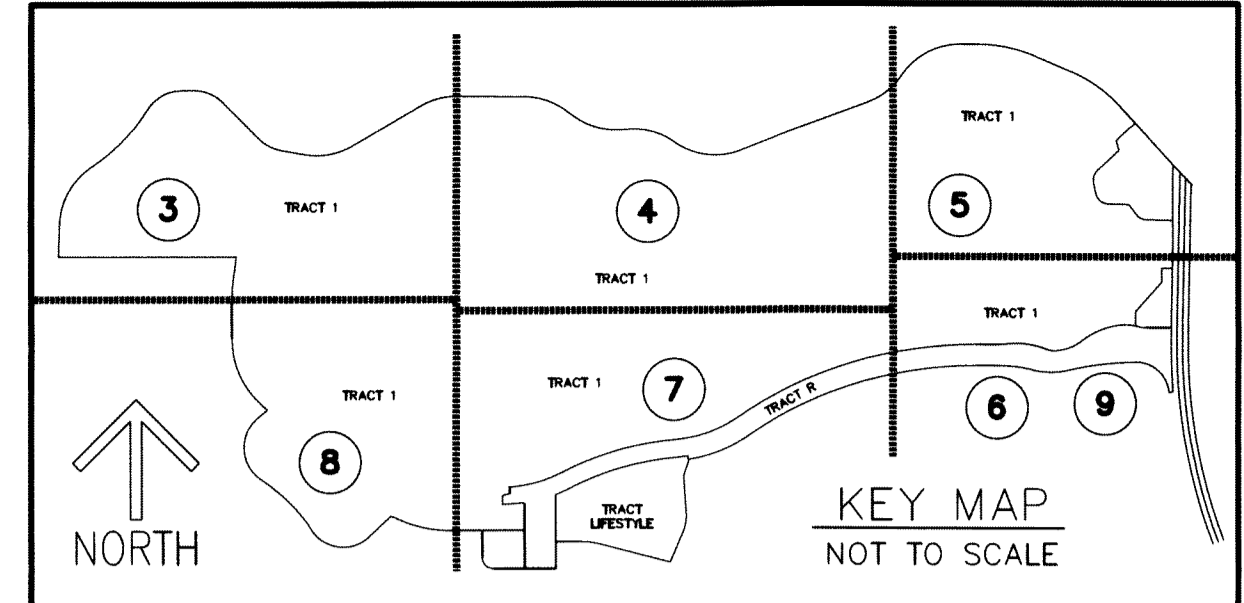 TRACT 1
3
TRACT 1
4
TRACT 1
5
TRACT 1
TRACT 1
8
TRACT 1
7
TRACT R
6
9
TRACT
LIFESTYLE
NORTH
KEY MAP
NOT TO SCALE